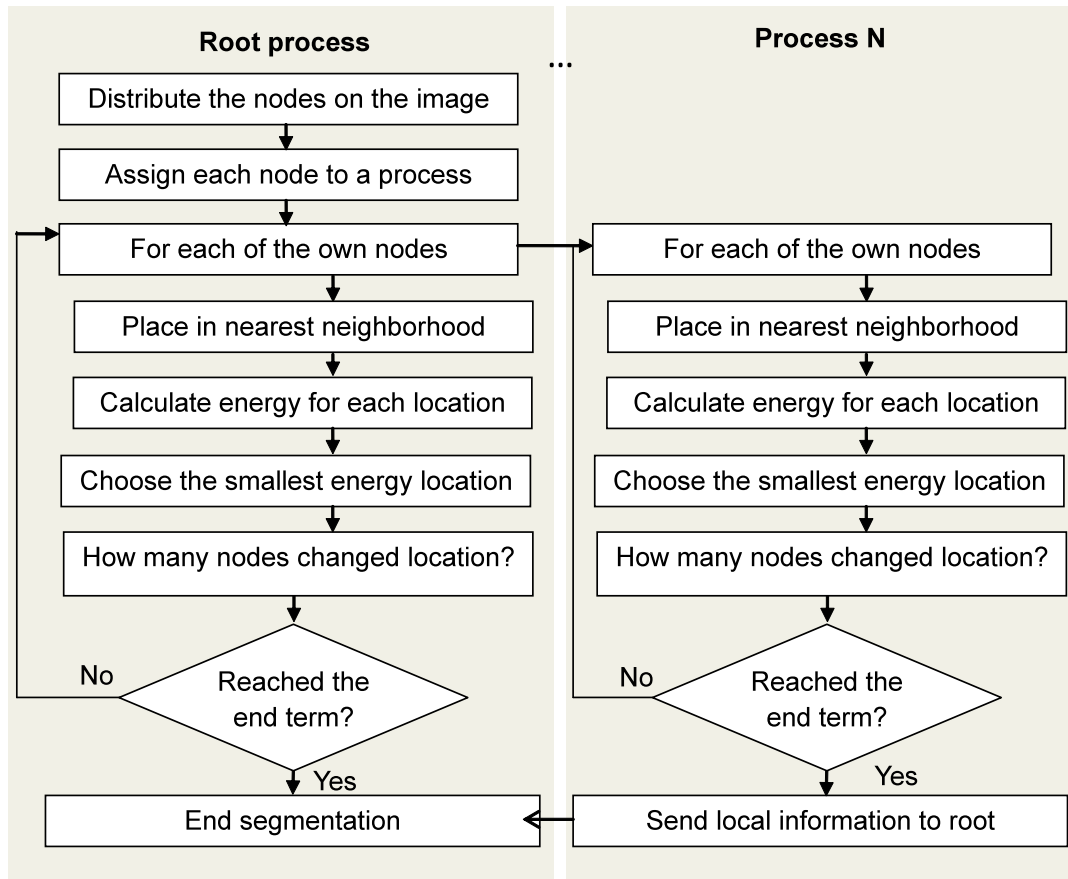 Root process
Distribute the nodes on the image
Assign each node to a process
For each of the own nodes
Place in nearest neighborhood
Calculate energy for each location
Choose the smallest energy location
How many nodes changed location?
Reached the
end term?
No
Yes
End segmentation
...
Process N
For each of the own nodes
Place in nearest neighborhood
Calculate energy for each location
Choose the smallest energy location
How many nodes changed location?
Reached the
end term?
No
Yes
Send local information to root